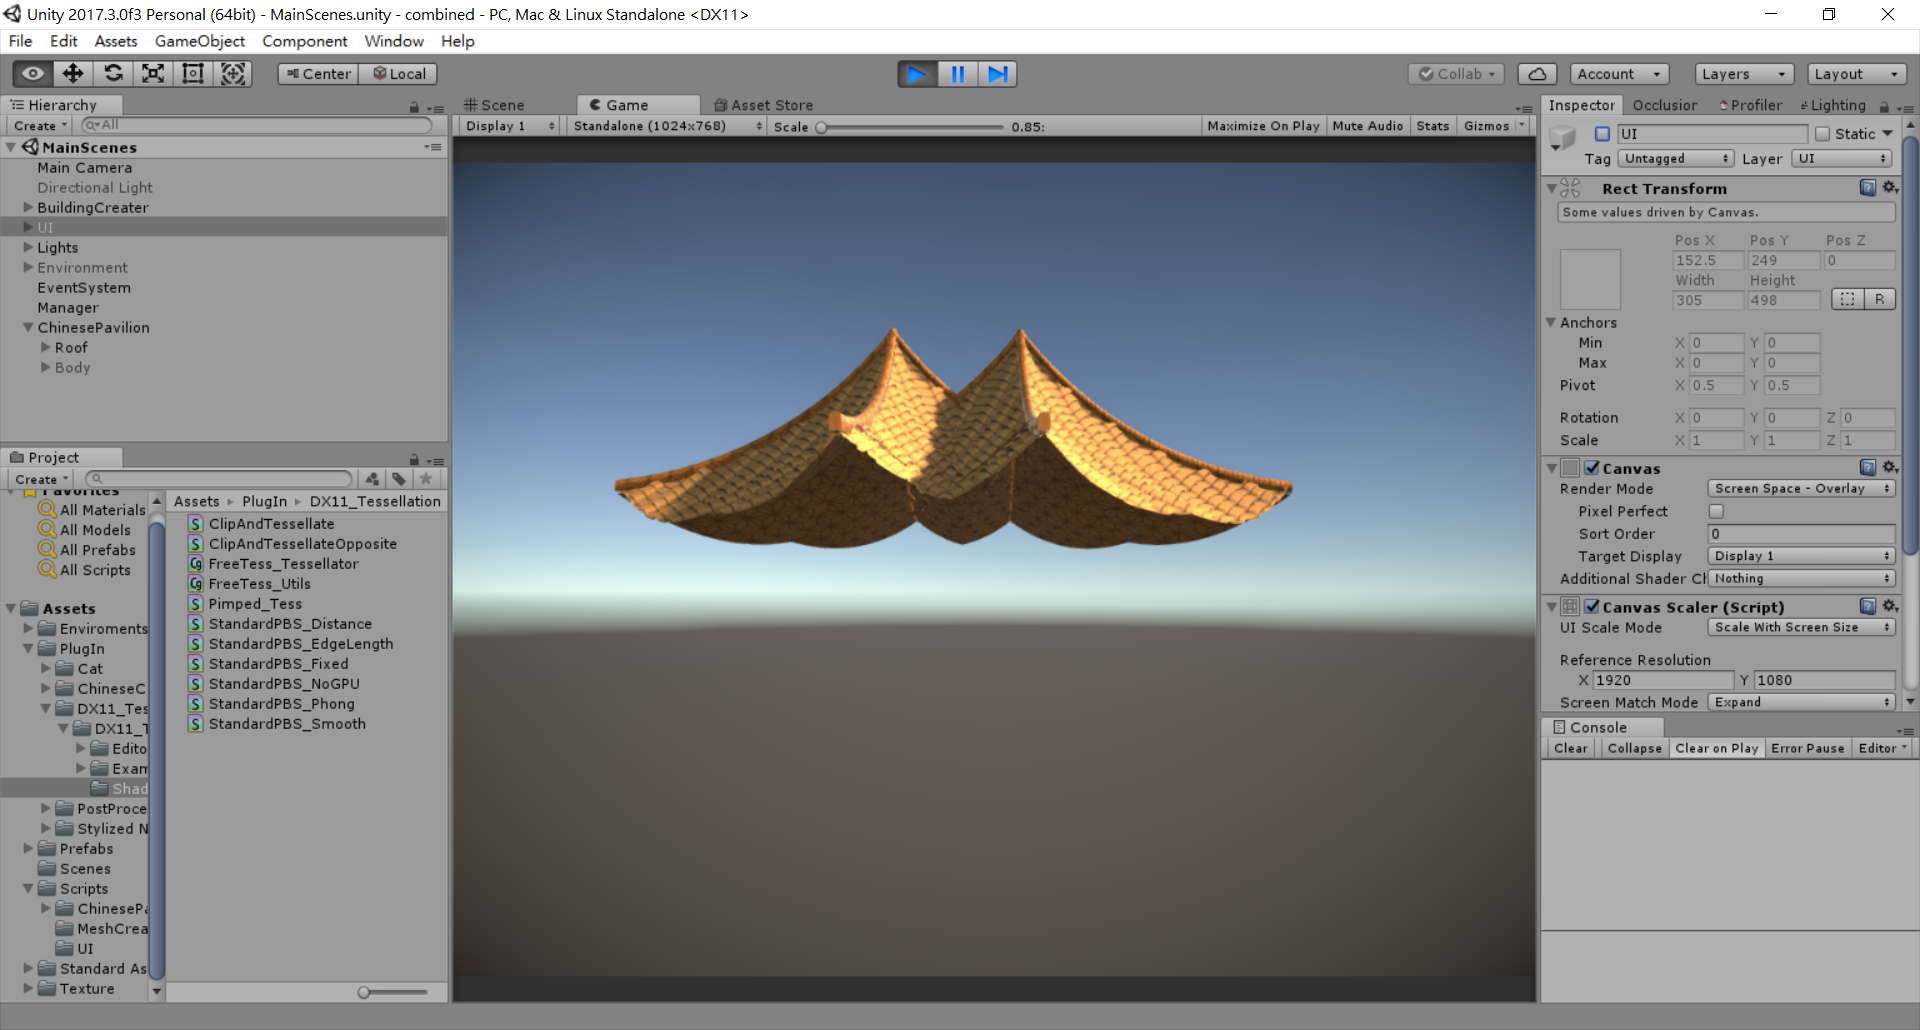 Unity 2017.3.0f3 Personal (64bit) - MainScenes.unity - combined - PC, Mac & Linux Standalone <DX11>
File Edit Assets GameObject Component Window Help
Center Local Collab Account Layers Layout
Hierarchy
Create All
MainScenes
Main Camera
Directional Light
BuildingCreater
UI
Lights
Environment
EventSystem
Manager
ChinesePavilion
Roof
Body
Project
Create
Favorites
All Materials
All Models
All Prefabs
All Scripts
Assets
Enviroments
PlugIn
Cat
ChineseC
DX11_Tes
DX11_T
Edito
Exam
Shad
PostProce
Stylized N
Prefabs
Scenes
Scripts
ChinesePa
MeshCrea
UI
Standard As
Texture
Assets PlugIn DX11_Tessellation
ClipAndTessellate
ClipAndTessellateOpposite
FreeTess_Tessellator
FreeTess_Utils
Pimped_Tess
StandardPBS_Distance
StandardPBS_EdgeLength
StandardPBS_Fixed
StandardPBS_NoGPU
StandardPBS_Phong
StandardPBS_Smooth
Scene Game Asset Store
Display 1 Standalone (1024x768) Scale 0.85: Maximize On Play Mute Audio Stats Gizmos
Inspector Occlusion Profiler Lighting
UI Static
Tag Untagged Layer UI
Rect Transform
Some values driven by Canvas.
Pos X Pos Y Pos Z
152.5 249 0
Width Height
305 498 R
Anchors
Min X 0 Y 0
Max X 0 Y 0
Pivot X 0.5 Y 0.5
Rotation X 0 Y 0 Z 0
Scale X 1 Y 1 Z 1
Canvas
Render Mode Screen Space - Overlay
Pixel Perfect
Sort Order 0
Target Display Display 1
Additional Shader Cl Nothing
Canvas Scaler (Script)
UI Scale Mode Scale With Screen Size
Reference Resolution
X 1920 Y 1080
Screen Match Mode Expand
Console
Clear Collapse Clear on Play Error Pause Editor